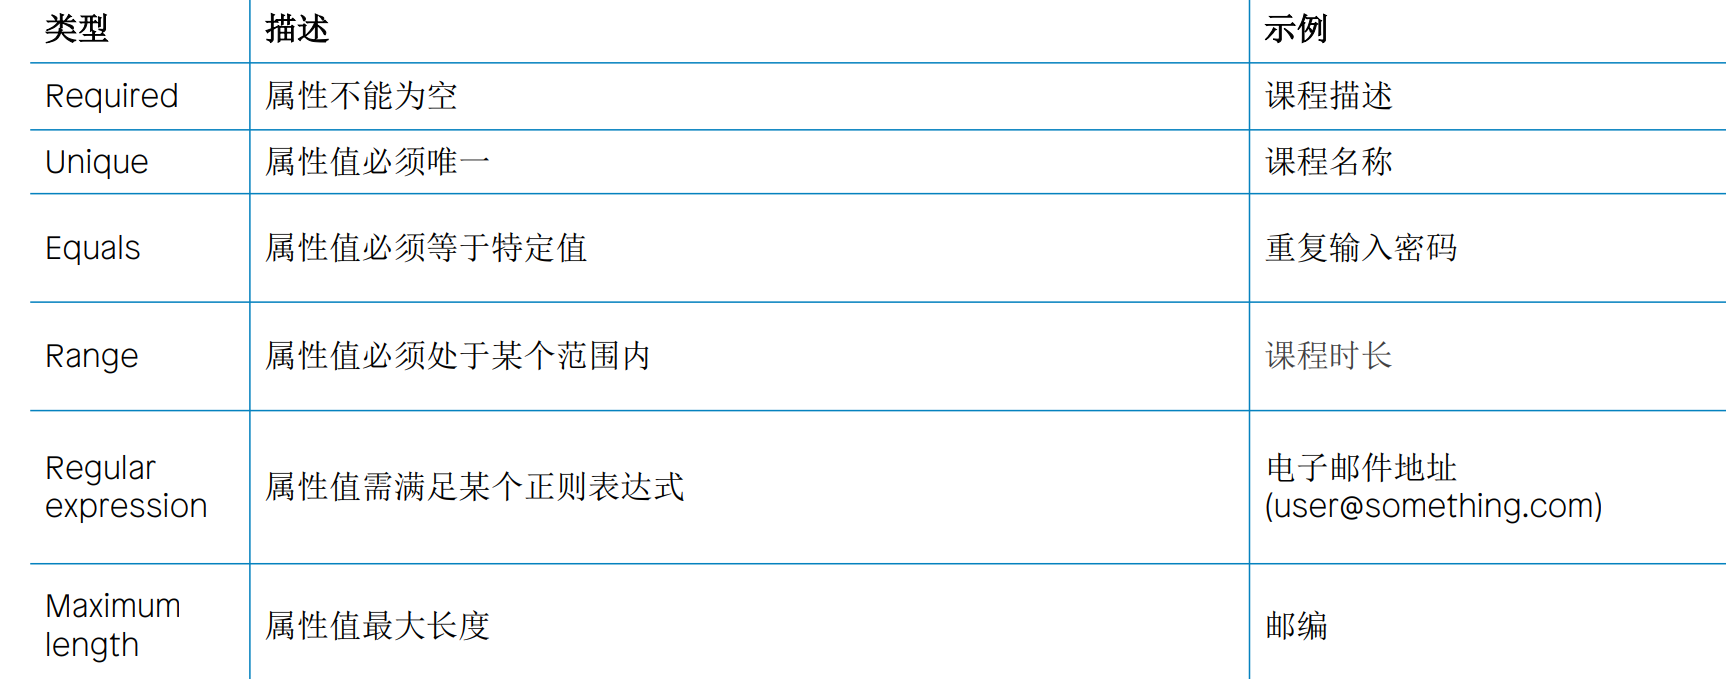 类型 描述 示例
Required 属性不能为空 课程描述
Unique 属性值必须唯一 课程名称
Equals 属性值必须等于特定值 重复输入密码
Range 属性值必须处于某个范围内 课程时长
Regular
expression
属性值需满足某个正则表达式
电子邮件地址
(user@something.com)
Maximum
length
属性值最大长度
邮编